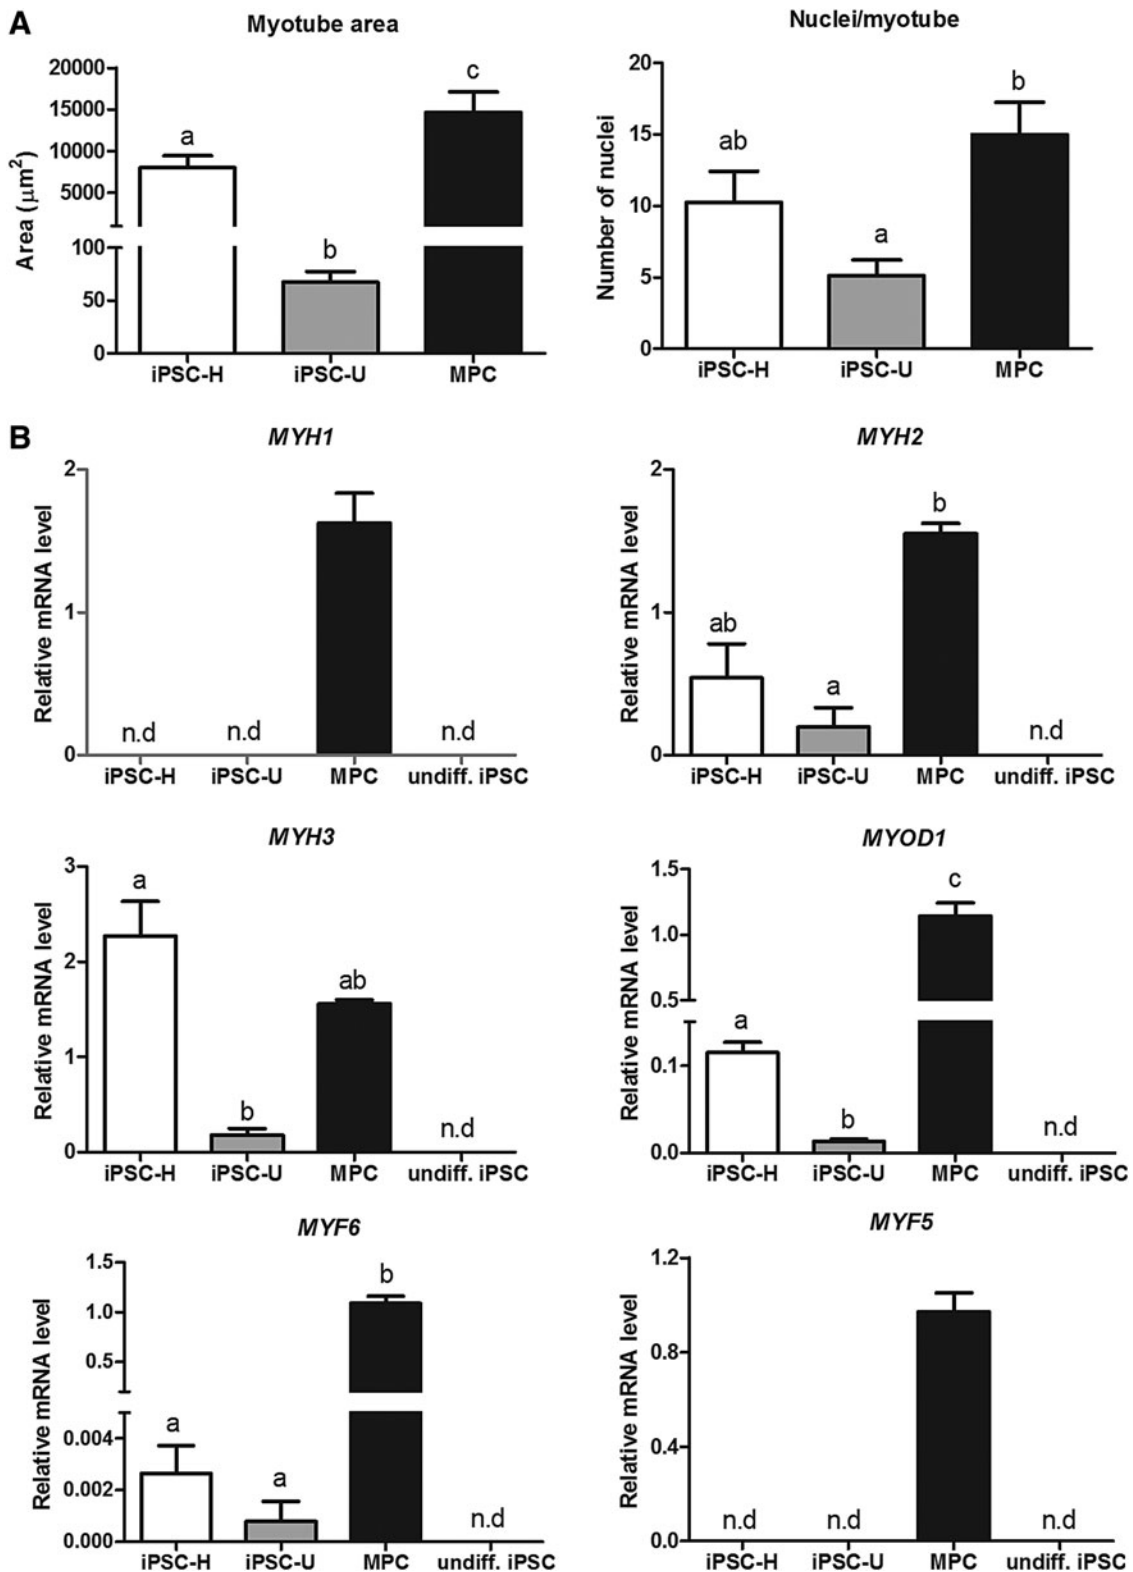 A
Myotube area
Area (μm2)
20000
15000
10000
5000
100
50
0
a
b
c
iPSC-H
iPSC-U
MPC
Nuclei/myotube
Number of nuclei
20
15
10
5
0
ab
a
b
iPSC-H
iPSC-U
MPC
B
MYH1
Relative mRNA level
2
1
0
n.d
n.d
n.d
iPSC-H
iPSC-U
MPC
undiff. iPSC
MYH2
Relative mRNA level
2
1
0
ab
a
b
n.d
iPSC-H
iPSC-U
MPC
undiff. iPSC
MYH3
Relative mRNA level
3
2
1
0
a
b
ab
n.d
iPSC-H
iPSC-U
MPC
undiff. iPSC
MYOD1
Relative mRNA level
1.5
1.0
0.5
0.1
0.0
a
b
c
n.d
iPSC-H
iPSC-U
MPC
undiff. iPSC
MYF6
Relative mRNA level
1.5
1.0
0.5
0.004
0.002
0.000
a
a
b
n.d
iPSC-H
iPSC-U
MPC
undiff. iPSC
MYF5
Relative mRNA level
1.2
0.8
0.4
0.0
n.d
n.d
n.d
iPSC-H
iPSC-U
MPC
undiff. iPSC